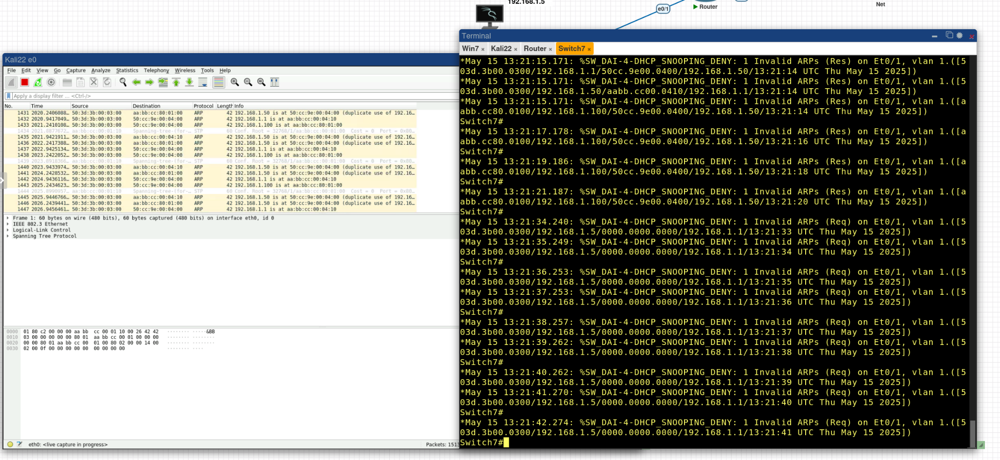 192.168.1.5
e0/1
Router
Net
Terminal
Win7 ×
Kali22 ×
Router ×
Switch7 ×
Kali22 e0
File Edit View Go Capture Analyze Statistics Telephony Wireless Tools Help
Apply a display filter ... <Ctrl-/>
No. Time Source Destination Protocol Length Info
1431 2020.2406088… 50:3d:3b:00:03:00 aa:bb:cc:80:01:00 ARP 42 192.168.1.50 is at 50:cc:9e:00:04:00 (duplicate use of 192.16…
1432 2020.9417049… 50:3d:3b:00:03:00 50:cc:9e:00:04:00 ARP 42 192.168.1.1 is at aa:bb:cc:00:04:10
1433 2021.2410108… 50:3d:3b:00:03:00 50:cc:9e:00:04:00 ARP 42 192.168.1.100 is at aa:bb:cc:80:01:00
1434 2021.8877672… aa:bb:cc:00:01:10 Spanning-tree-(for-… STP 60 Conf. Root = 32768/1/aa:bb:cc:00:01:00 Cost = 0 Port = 0x80…
1435 2021.9421911… 50:3d:3b:00:03:00 aa:bb:cc:00:04:10 ARP 42 192.168.1.50 is at 50:cc:9e:00:04:00 (duplicate use of 192.16…
1436 2022.2417388… 50:3d:3b:00:03:00 aa:bb:cc:80:01:00 ARP 42 192.168.1.50 is at 50:cc:9e:00:04:00 (duplicate use of 192.16…
1437 2022.9425134… 50:3d:3b:00:03:00 50:cc:9e:00:04:00 ARP 42 192.168.1.1 is at aa:bb:cc:00:04:10
1438 2023.2422052… 50:3d:3b:00:03:00 50:cc:9e:00:04:00 ARP 42 192.168.1.100 is at aa:bb:cc:80:01:00
1439 2023.8918366… aa:bb:cc:00:01:10 Spanning-tree-(for-… STP 60 Conf. Root = 32768/1/aa:bb:cc:00:01:00 Cost = 0 Port = 0x80…
1440 2023.9433974… 50:3d:3b:00:03:00 aa:bb:cc:00:04:10 ARP 42 192.168.1.50 is at 50:cc:9e:00:04:00 (duplicate use of 192.16…
1441 2024.2428532… 50:3d:3b:00:03:00 aa:bb:cc:80:01:00 ARP 42 192.168.1.50 is at 50:cc:9e:00:04:00 (duplicate use of 192.16…
1442 2024.9436116… 50:3d:3b:00:03:00 50:cc:9e:00:04:00 ARP 42 192.168.1.1 is at aa:bb:cc:00:04:10
1443 2025.2434623… 50:3d:3b:00:03:00 50:cc:9e:00:04:00 ARP 42 192.168.1.100 is at aa:bb:cc:80:01:00
1444 2025.8990957… aa:bb:cc:00:01:10 Spanning-tree-(for-… STP 60 Conf. Root = 32768/1/aa:bb:cc:00:01:00 Cost = 0 Port = 0x80…
1445 2025.9446766… 50:3d:3b:00:03:00 aa:bb:cc:00:04:10 ARP 42 192.168.1.50 is at 50:cc:9e:00:04:00 (duplicate use of 192.16…
1446 2026.2439441… 50:3d:3b:00:03:00 aa:bb:cc:80:01:00 ARP 42 192.168.1.50 is at 50:cc:9e:00:04:00 (duplicate use of 192.16…
1447 2026.9456461… 50:3d:3b:00:03:00 50:cc:9e:00:04:00 ARP 42 192.168.1.1 is at aa:bb:cc:00:04:10
Frame 1: 60 bytes on wire (480 bits), 60 bytes captured (480 bits) on interface eth0, id 0
IEEE 802.3 Ethernet
Logical-Link Control
Spanning Tree Protocol
0000 01 80 c2 00 00 00 aa bb cc 00 01 10 00 26 42 42 ········ ·····&BB
0010 03 00 00 00 00 00 80 01 aa bb cc 00 01 00 00 00 ········ ········
0020 00 00 80 01 aa bb cc 00 01 00 80 02 00 00 14 00 ········ ········
0030 02 00 0f 00 00 00 00 00 00 00 00 00 ········ ····
eth0: <live capture in progress>
Packets: 1513
*May 15 13:21:15.171: %SW_DAI-4-DHCP_SNOOPING_DENY: 1 Invalid ARPs (Res) on Et0/1, vlan 1.([5
03d.3b00.0300/192.168.1.1/50cc.9e00.0400/192.168.1.50/13:21:14 UTC Thu May 15 2025])
*May 15 13:21:15.171: %SW_DAI-4-DHCP_SNOOPING_DENY: 1 Invalid ARPs (Res) on Et0/1, vlan 1.([5
03d.3b00.0300/192.168.1.50/aabb.cc00.0410/192.168.1.1/13:21:14 UTC Thu May 15 2025])
*May 15 13:21:15.171: %SW_DAI-4-DHCP_SNOOPING_DENY: 1 Invalid ARPs (Res) on Et0/1, vlan 1.([a
abb.cc80.0100/192.168.1.100/50cc.9e00.0400/192.168.1.50/13:21:14 UTC Thu May 15 2025])
Switch7#
*May 15 13:21:17.178: %SW_DAI-4-DHCP_SNOOPING_DENY: 1 Invalid ARPs (Res) on Et0/1, vlan 1.([a
abb.cc80.0100/192.168.1.100/50cc.9e00.0400/192.168.1.50/13:21:16 UTC Thu May 15 2025])
Switch7#
*May 15 13:21:19.186: %SW_DAI-4-DHCP_SNOOPING_DENY: 1 Invalid ARPs (Res) on Et0/1, vlan 1.([a
abb.cc80.0100/192.168.1.100/50cc.9e00.0400/192.168.1.50/13:21:18 UTC Thu May 15 2025])
Switch7#
*May 15 13:21:21.187: %SW_DAI-4-DHCP_SNOOPING_DENY: 1 Invalid ARPs (Res) on Et0/1, vlan 1.([a
abb.cc80.0100/192.168.1.100/50cc.9e00.0400/192.168.1.50/13:21:20 UTC Thu May 15 2025])
Switch7#
*May 15 13:21:34.240: %SW_DAI-4-DHCP_SNOOPING_DENY: 1 Invalid ARPs (Req) on Et0/1, vlan 1.([5
03d.3b00.0300/192.168.1.5/0000.0000.0000/192.168.1.1/13:21:33 UTC Thu May 15 2025])
*May 15 13:21:35.249: %SW_DAI-4-DHCP_SNOOPING_DENY: 1 Invalid ARPs (Req) on Et0/1, vlan 1.([5
03d.3b00.0300/192.168.1.5/0000.0000.0000/192.168.1.1/13:21:34 UTC Thu May 15 2025])
Switch7#
*May 15 13:21:36.253: %SW_DAI-4-DHCP_SNOOPING_DENY: 1 Invalid ARPs (Req) on Et0/1, vlan 1.([5
03d.3b00.0300/192.168.1.5/0000.0000.0000/192.168.1.1/13:21:35 UTC Thu May 15 2025])
*May 15 13:21:37.253: %SW_DAI-4-DHCP_SNOOPING_DENY: 1 Invalid ARPs (Req) on Et0/1, vlan 1.([5
03d.3b00.0300/192.168.1.5/0000.0000.0000/192.168.1.1/13:21:36 UTC Thu May 15 2025])
Switch7#
*May 15 13:21:38.257: %SW_DAI-4-DHCP_SNOOPING_DENY: 1 Invalid ARPs (Req) on Et0/1, vlan 1.([5
03d.3b00.0300/192.168.1.5/0000.0000.0000/192.168.1.1/13:21:37 UTC Thu May 15 2025])
*May 15 13:21:39.262: %SW_DAI-4-DHCP_SNOOPING_DENY: 1 Invalid ARPs (Req) on Et0/1, vlan 1.([5
03d.3b00.0300/192.168.1.5/0000.0000.0000/192.168.1.1/13:21:38 UTC Thu May 15 2025])
Switch7#
*May 15 13:21:40.262: %SW_DAI-4-DHCP_SNOOPING_DENY: 1 Invalid ARPs (Req) on Et0/1, vlan 1.([5
03d.3b00.0300/192.168.1.5/0000.0000.0000/192.168.1.1/13:21:39 UTC Thu May 15 2025])
*May 15 13:21:41.270: %SW_DAI-4-DHCP_SNOOPING_DENY: 1 Invalid ARPs (Req) on Et0/1, vlan 1.([5
03d.3b00.0300/192.168.1.5/0000.0000.0000/192.168.1.1/13:21:40 UTC Thu May 15 2025])
Switch7#
*May 15 13:21:42.274: %SW_DAI-4-DHCP_SNOOPING_DENY: 1 Invalid ARPs (Req) on Et0/1, vlan 1.([5
03d.3b00.0300/192.168.1.5/0000.0000.0000/192.168.1.1/13:21:41 UTC Thu May 15 2025])
Switch7#